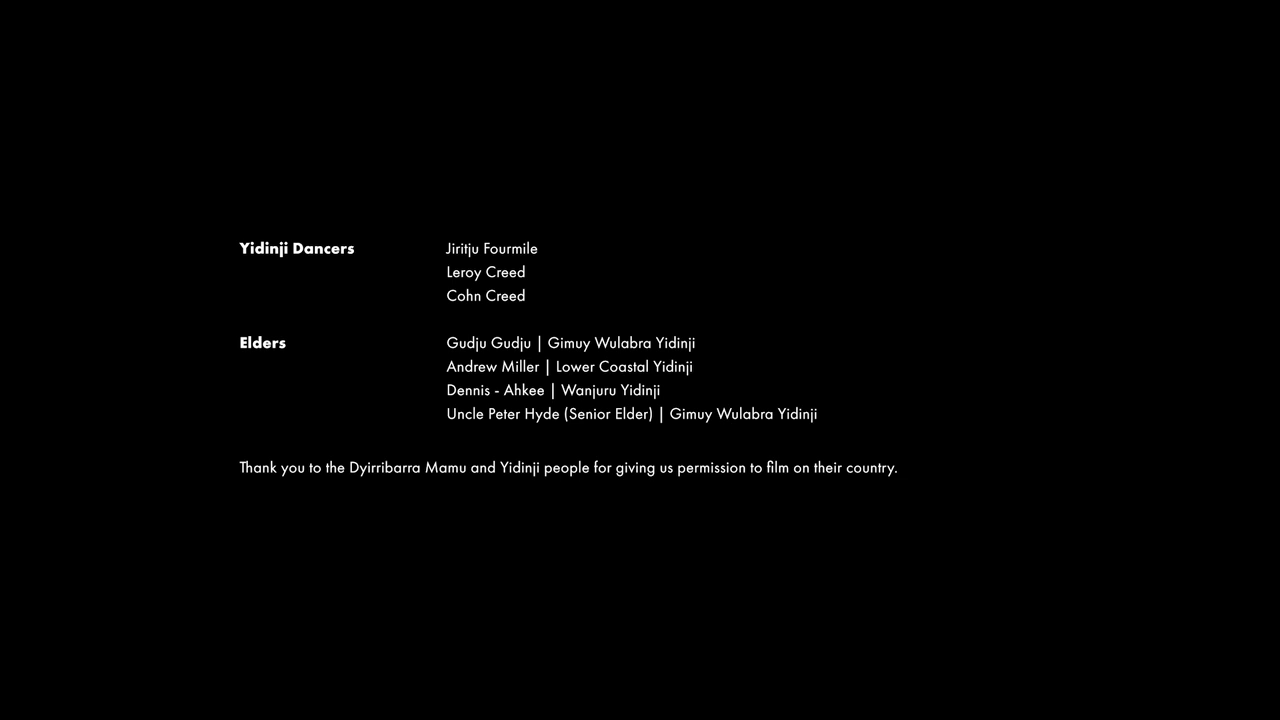 Yidinji Dancers Jiritju Fourmile
Leroy Creed
Cohn Creed
Elders Gudju Gudju | Gimuy Wulabra Yidinji
Andrew Miller | Lower Coastal Yidinji
Dennis - Ahkee | Wanjuru Yidinji
Uncle Peter Hyde (Senior Elder) | Gimuy Wulabra Yidinji
Thank you to the Dyirribarra Mamu and Yidinji people for giving us permission to film on their country.